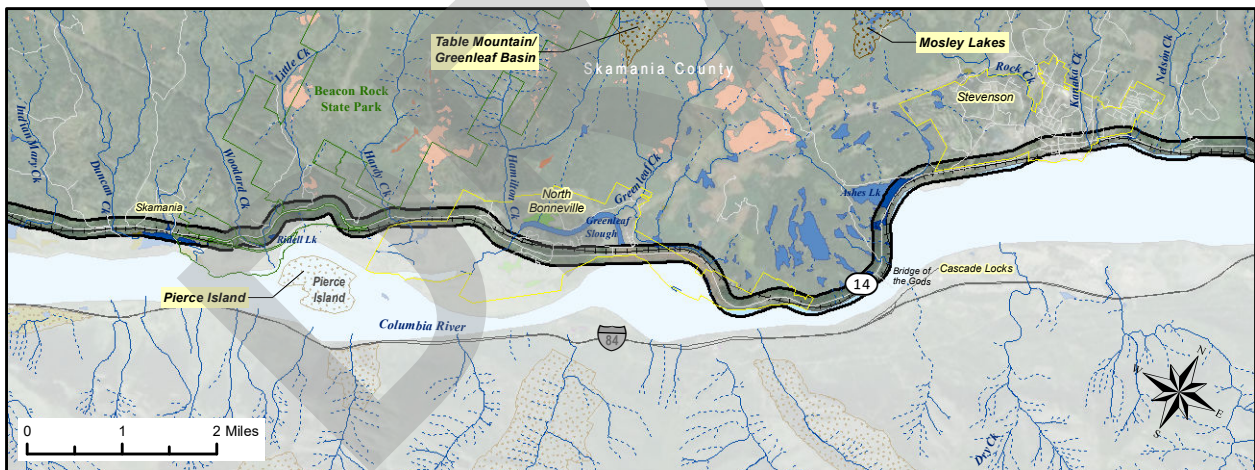 Table Mountain/
Greenleaf Basin
Mosley Lakes
Skamania County
Little Ck
Beacon Rock
State Park
Rock Ck
Kanaka Ck
Nelson Ck
Stevenson
Indian Mary Ck
Duncan Ck
Woodard Ck
Hardy Ck
Hamilton Ck
Greenleaf Ck
Ashes Lk
Skamania
North
Bonneville
Greenleaf
Slough
Ridell Lk
Pierce Island
Pierce
Island
14
Bridge of
the Gods
Cascade Locks
Columbia River
84
Dry Ck
N
W
E
S
0 1 2 Miles